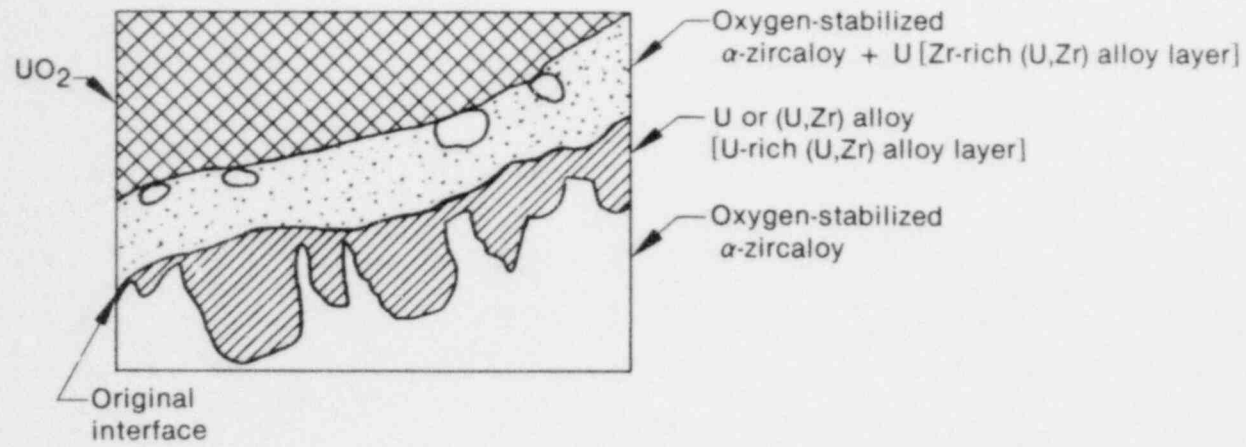 UO2
Oxygen-stabilized
α-zircaloy + U [Zr-rich (U,Zr) alloy layer]
U or (U,Zr) alloy
[U-rich (U,Zr) alloy layer]
Oxygen-stabilized
α-zircaloy
Original
interface